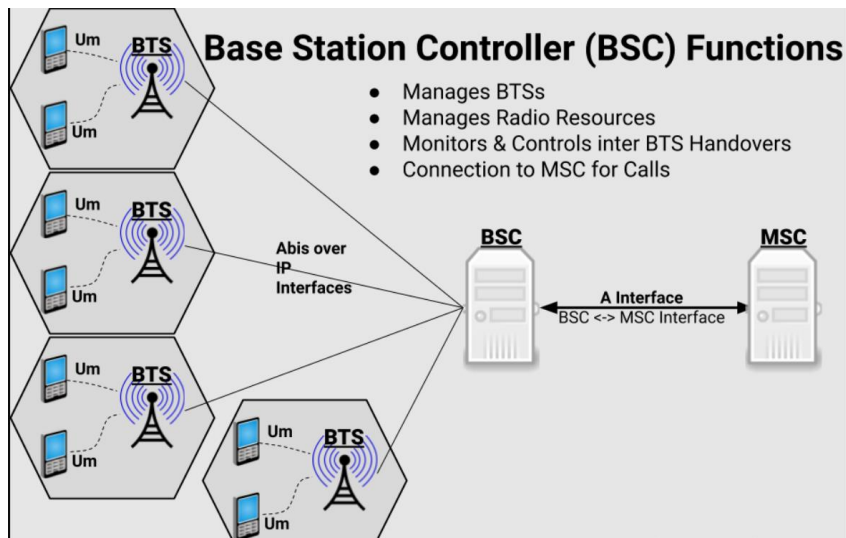 Base Station Controller (BSC) Functions
● Manages BTSs
● Manages Radio Resources
● Monitors & Controls inter BTS Handovers
● Connection to MSC for Calls
Um
BTS
Um
Um
BTS
Um
Um
BTS
Um
Um
BTS
Um
Abis over
IP
Interfaces
BSC
MSC
A Interface
BSC <-> MSC Interface